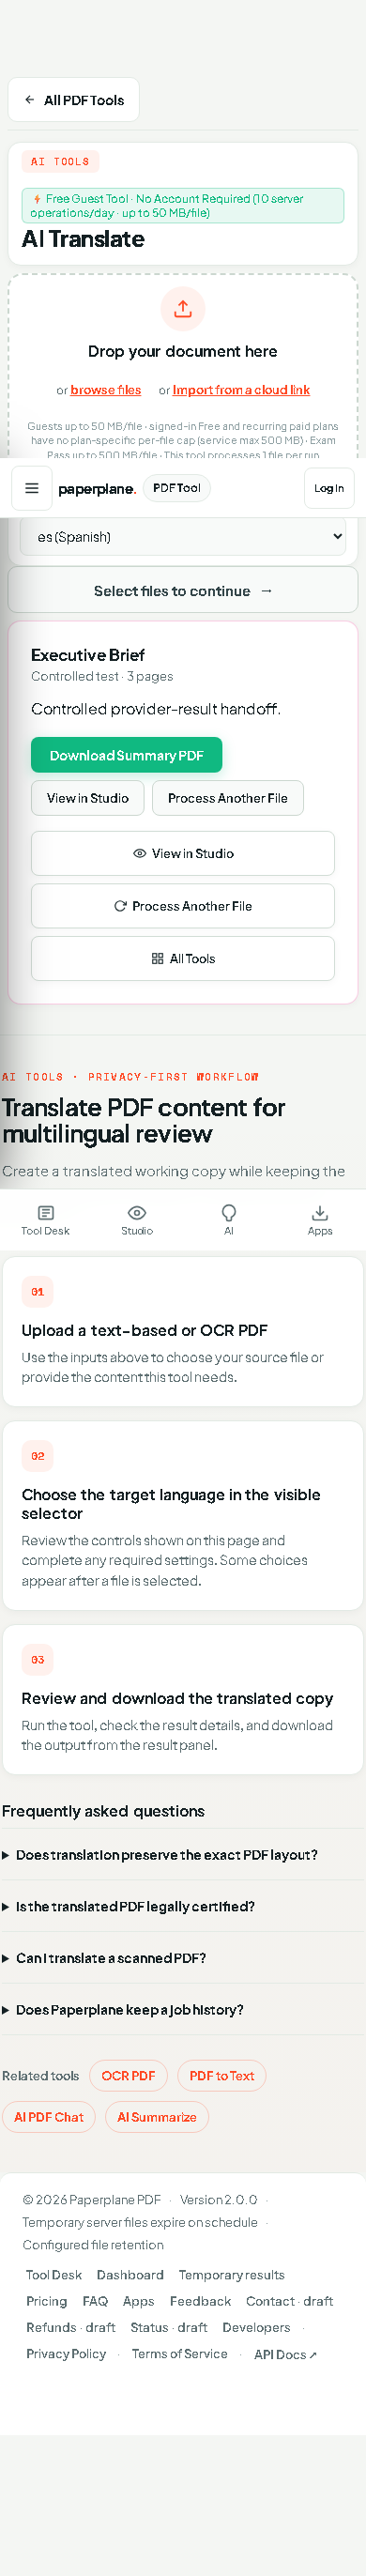 ← All PDF Tools
AI TOOLS
Free Guest Tool · No Account Required (10 server
operations/day · up to 50 MB/file)
AI Translate
Drop your document here
or browse files or Import from a cloud link
Guests up to 50 MB/file · signed-in Free and recurring paid plans
have no plan-specific per-file cap (service max 500 MB) · Exam
Pass up to 500 MB/file · This tool processes 1 file per run
paperplane. PDF Tool Log in
es (Spanish)
Select files to continue →
Executive Brief
Controlled test · 3 pages
Controlled provider-result handoff.
Download Summary PDF
View in Studio Process Another File
View in Studio
Process Another File
All Tools
AI TOOLS · PRIVACY-FIRST WORKFLOW
Translate PDF content for
multilingual review
Create a translated working copy while keeping the
Tool Desk Studio AI Apps
01
Upload a text-based or OCR PDF
Use the inputs above to choose your source file or
provide the content this tool needs.
02
Choose the target language in the visible
selector
Review the controls shown on this page and
complete any required settings. Some choices
appear after a file is selected.
03
Review and download the translated copy
Run the tool, check the result details, and download
the output from the result panel.
Frequently asked questions
Does translation preserve the exact PDF layout?
Is the translated PDF legally certified?
Can I translate a scanned PDF?
Does Paperplane keep a job history?
Related tools OCR PDF PDF to Text
AI PDF Chat AI Summarize
© 2026 Paperplane PDF · Version 2.0.0 ·
Temporary server files expire on schedule ·
Configured file retention
Tool Desk Dashboard Temporary results
Pricing FAQ Apps Feedback Contact · draft
Refunds · draft Status · draft Developers ·
Privacy Policy · Terms of Service · API Docs ↗